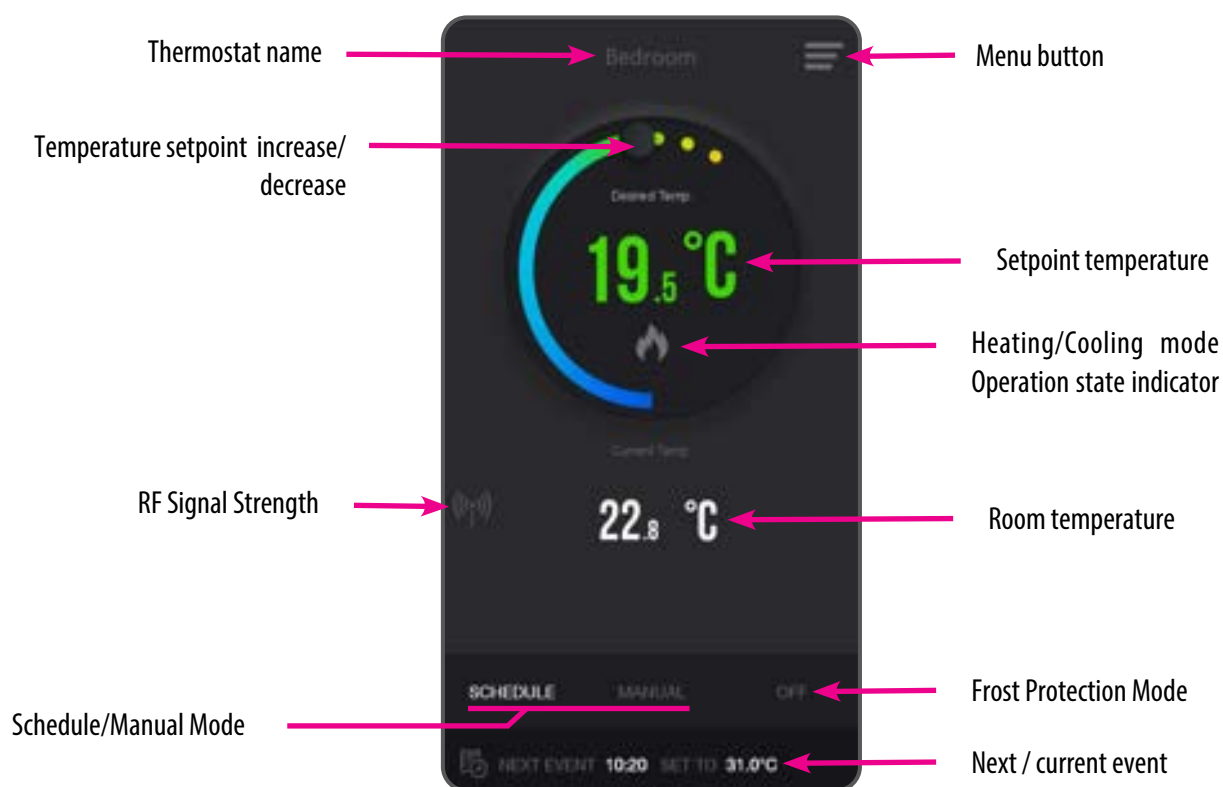 Thermostat name
Bedroom
Menu button
Temperature setpoint increase/
decrease
Desired Temp
19.5 °C
Setpoint temperature
Heating/Cooling mode
Operation state indicator
Current Temp
RF Signal Strength
22.8 °C
Room temperature
SCHEDULE MANUAL OFF
Frost Protection Mode
Schedule/Manual Mode
NEXT EVENT 10:20 SET TO 31.0°C
Next / current event